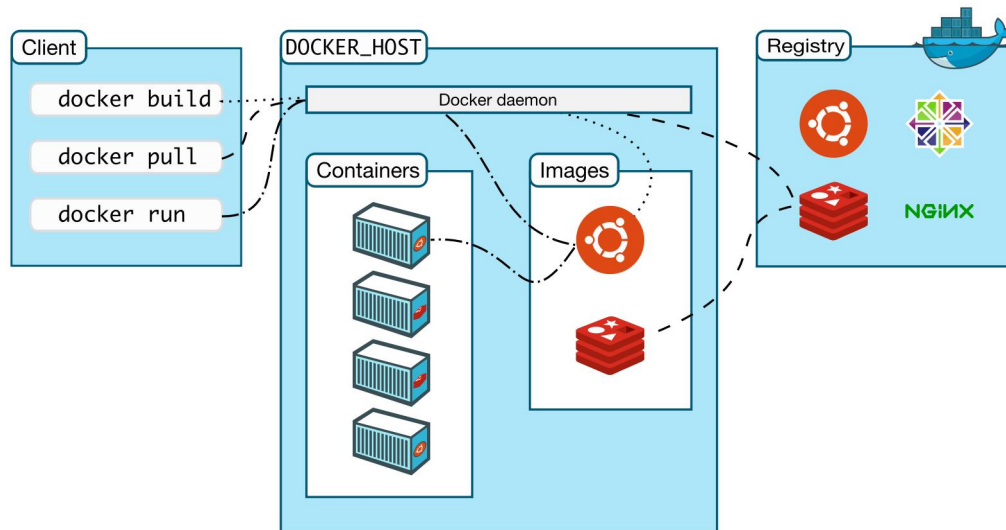 Client
docker build
docker pull
docker run
DOCKER_HOST
Docker daemon
Containers
Images
Registry
NGINX